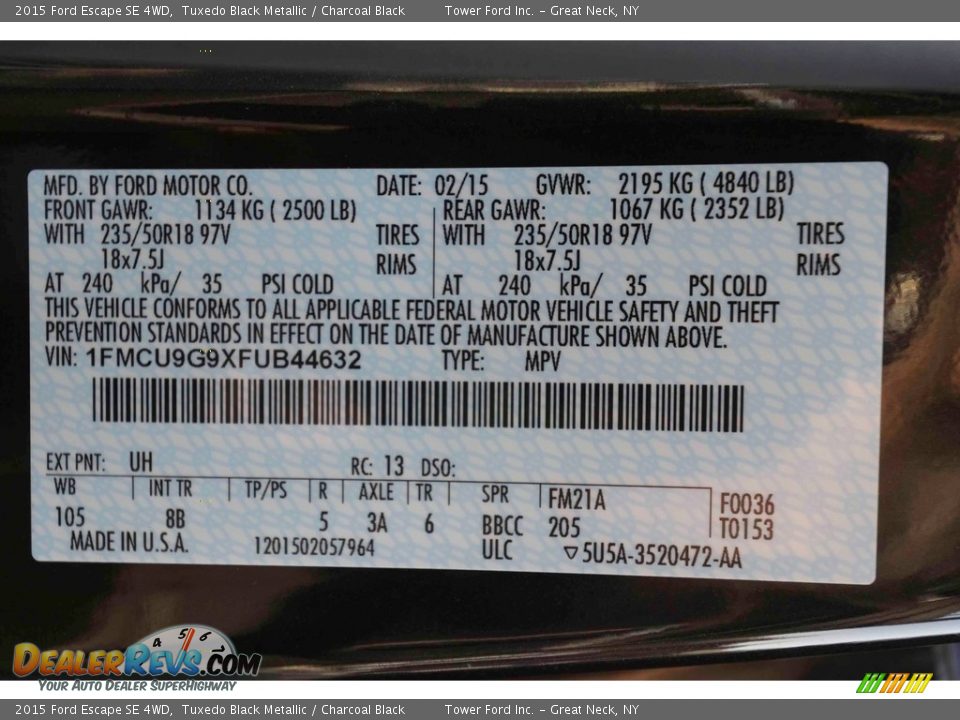 2015 Ford Escape SE 4WD, Tuxedo Black Metallic / Charcoal Black Tower Ford Inc. - Great Neck, NY
MFD. BY FORD MOTOR CO. DATE: 02/15 GVWR: 2195 KG ( 4840 LB)
FRONT GAWR: 1134 KG ( 2500 LB) REAR GAWR: 1067 KG ( 2352 LB)
WITH 235/50R18 97V TIRES WITH 235/50R18 97V TIRES
18x7.5J RIMS 18x7.5J RIMS
AT 240 kPa/ 35 PSI COLD AT 240 kPa/ 35 PSI COLD
THIS VEHICLE CONFORMS TO ALL APPLICABLE FEDERAL MOTOR VEHICLE SAFETY AND THEFT
PREVENTION STANDARDS IN EFFECT ON THE DATE OF MANUFACTURE SHOWN ABOVE.
VIN: 1FMCU9G9XFUB44632 TYPE: MPV
EXT PNT: UH RC: 13 DSO:
WB INT TR TP/PS R AXLE TR SPR FM21A F0036
105 8B 5 3A 6 BBCC 205 T0153
MADE IN U.S.A. 1201502057964 ULC ▽5U5A-3520472-AA
4 5 6
DEALERREVS.COM
YOUR AUTO DEALER SUPERHIGHWAY
2015 Ford Escape SE 4WD, Tuxedo Black Metallic / Charcoal Black Tower Ford Inc. - Great Neck, NY